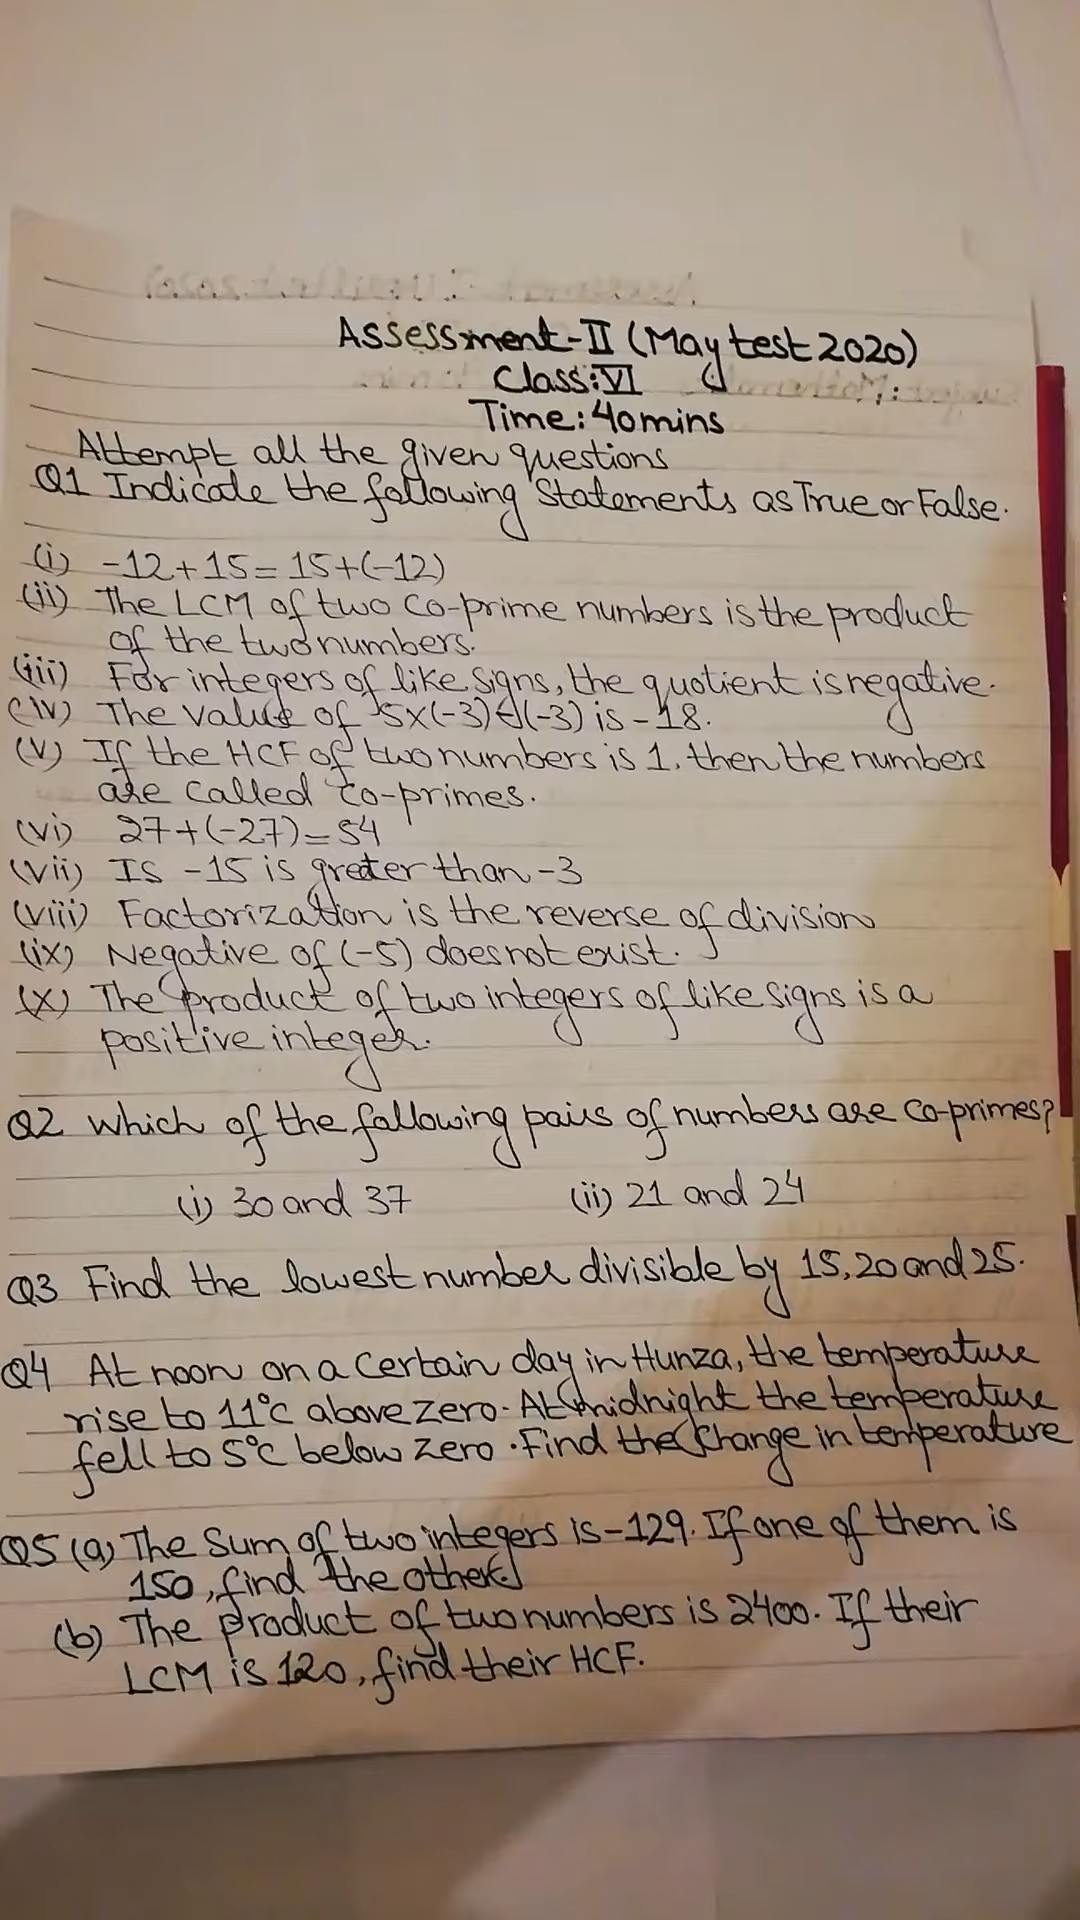 Assessment-II (May test 2020)
Class:VI
Time:40mins
Attempt all the given questions
Q1 Indicate the following Statements as True or False.
(i) -12+15=15+(-12)
(ii) The LCM of two Co-prime numbers is the product
of the two numbers.
(iii) For integers of like signs, the quotient is negative.
(iv) The value of 5x(-3)+(-3) is -18.
(v) If the HCF of two numbers is 1, then the numbers
are called Co-primes.
(vi) 27+(-27)=54
(vii) Is -15 is greater than -3
(viii) Factorization is the reverse of division
(ix) Negative of (-5) does not exist.
(x) The product of two integers of like signs is a
positive integer.
Q2 which of the following pairs of numbers are Co-primes?
(i) 30 and 37 (ii) 21 and 24
Q3 Find the lowest number divisible by 15,20 and 25.
Q4 At noon on a Certain day in Hunza, the temperature
rise to 11°c above zero. At midnight the temperature
fell to 5°C below zero. Find the Change in temperature
Q5 (a) The Sum of two integers is -129. If one of them is
150, find the other.
(b) The product of two numbers is 2400. If their
LCM is 120, find their HCF.